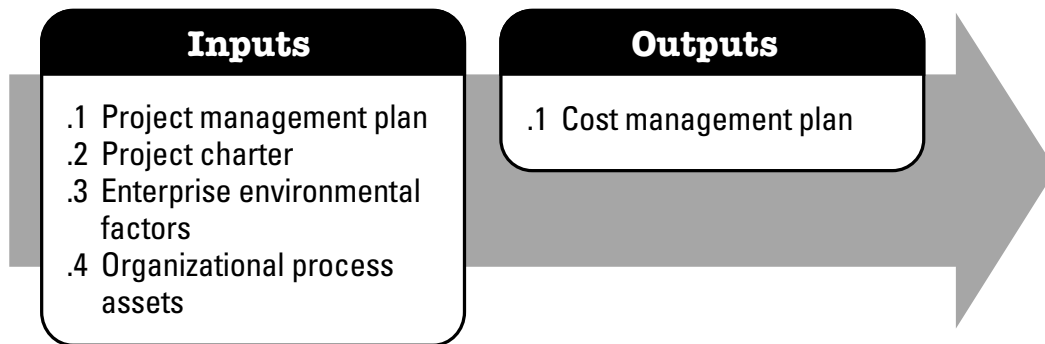 Inputs
.1 Project management plan
.2 Project charter
.3 Enterprise environmental
factors
.4 Organizational process
assets
Outputs
.1 Cost management plan